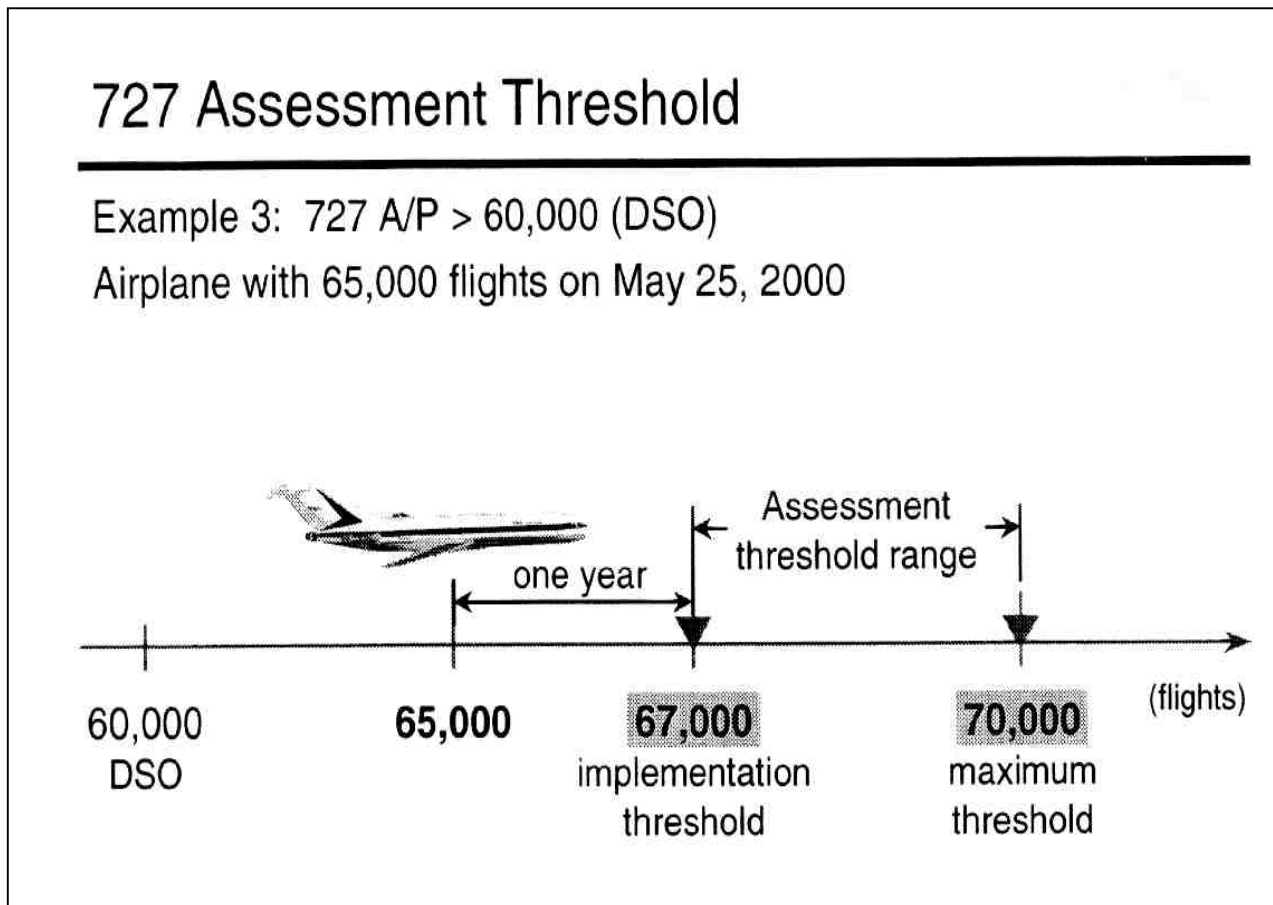 727 Assessment Threshold
Example 3: 727 A/P > 60,000 (DSO)
Airplane with 65,000 flights on May 25, 2000
Assessment
threshold range
one year
60,000
DSO
65,000
67,000
implementation
threshold
70,000
maximum
threshold
(flights)